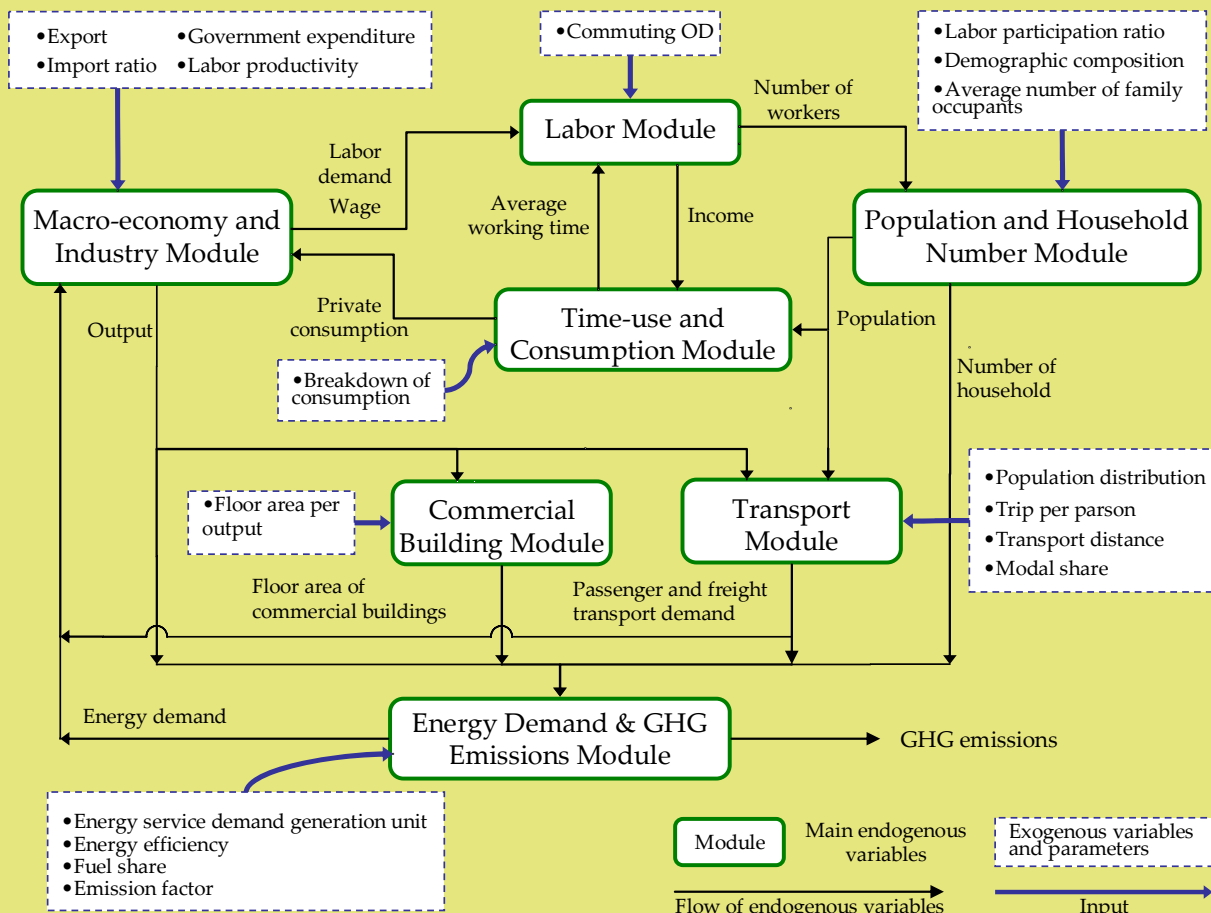 •Export •Government expenditure
•Import ratio •Labor productivity
•Commuting OD
•Labor participation ratio
•Demographic composition
•Average number of family
occupants
Labor Module
Number of
workers
Labor
demand
Wage
Average
working time
Income
Macro-economy and
Industry Module
Population and Household
Number Module
Output
Private
consumption
Time-use and
Consumption Module
Population
•Breakdown of
consumption
Number of
household
•Floor area per
output
Commercial
Building Module
Transport
Module
•Population distribution
•Trip per parson
•Transport distance
•Modal share
Floor area of
commercial buildings
Passenger and freight
transport demand
Energy demand
Energy Demand & GHG
Emissions Module
GHG emissions
•Energy service demand generation unit
•Energy efficiency
•Fuel share
•Emission factor
Module
Main endogenous
variables
Exogenous variables
and parameters
Flow of endogenous variables
Input